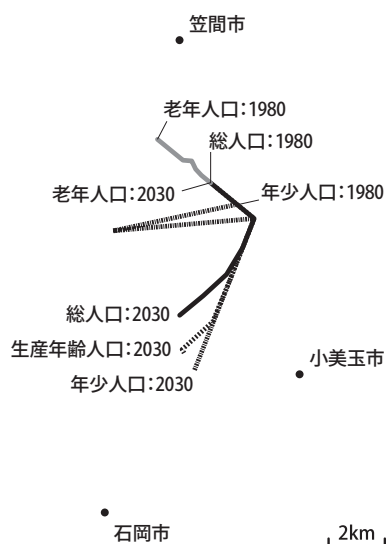 笠間市
老年人口：1980
総人口：1980
老年人口：2030
年少人口：1980
総人口：2030
生産年齢人口：2030
年少人口：2030
小美玉市
石岡市
2km